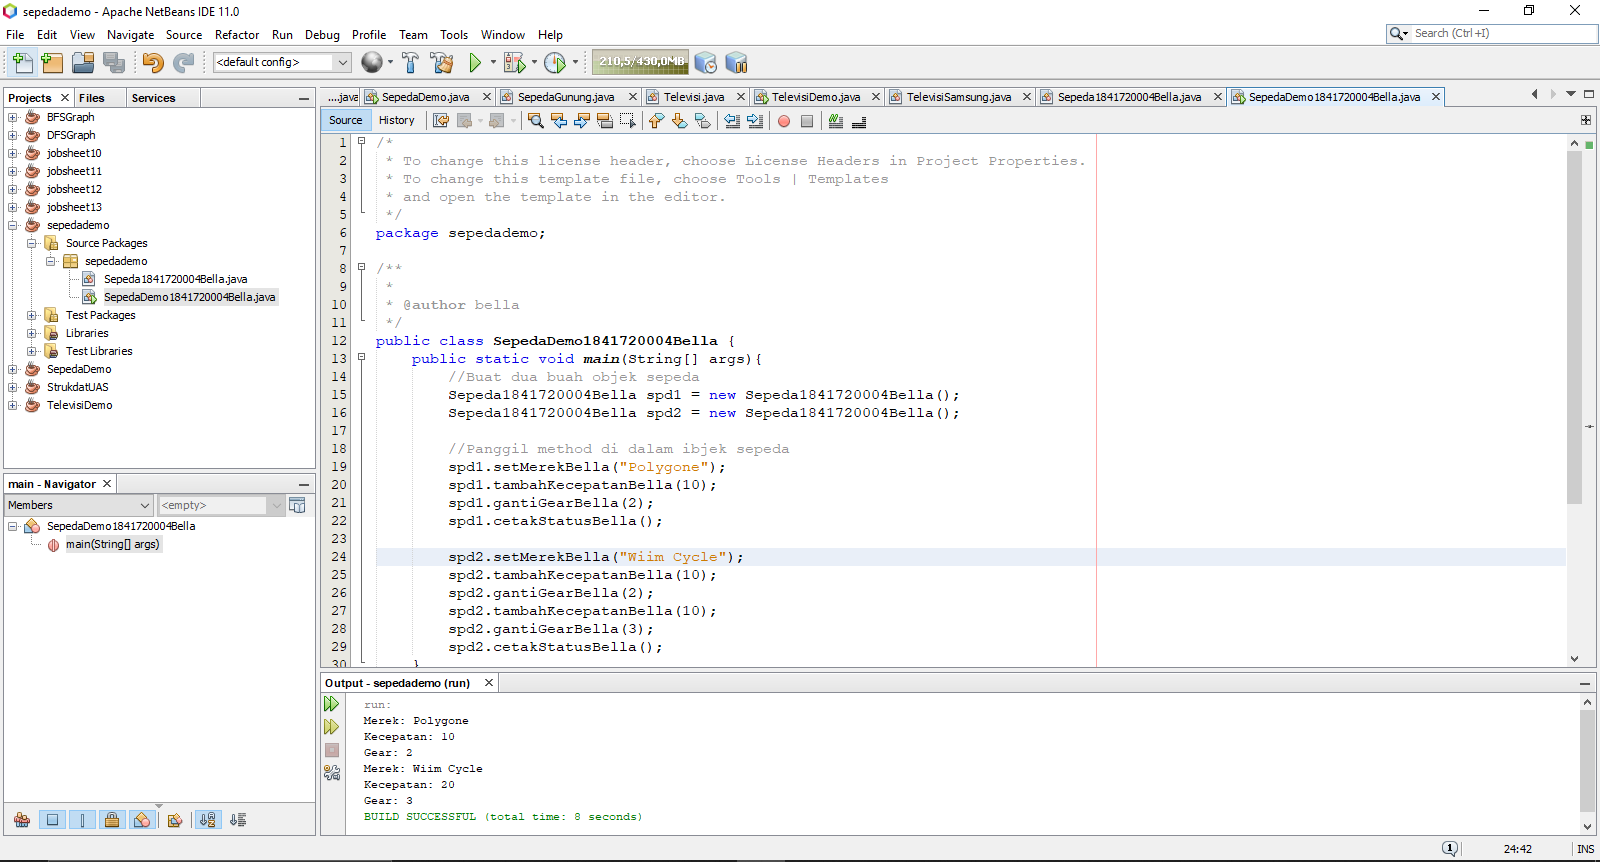 sepedademo - Apache NetBeans IDE 11.0
File Edit View Navigate Source Refactor Run Debug Profile Team Tools Window Help
Search (Ctrl+I)
<default config>
210,5/430,0MB
Projects Files Services
BFSGraph
DFSGraph
jobsheet10
jobsheet11
jobsheet12
jobsheet13
sepedademo
Source Packages
sepedademo
Sepeda1841720004Bella.java
SepedaDemo1841720004Bella.java
Test Packages
Libraries
Test Libraries
SepedaDemo
StrukdatUAS
TelevisiDemo
main - Navigator
Members
<empty>
SepedaDemo1841720004Bella
main(String[] args)
....java SepedaDemo.java SepedaGunung.java Televisi.java TelevisiDemo.java TelevisiSamsung.java Sepeda1841720004Bella.java SepedaDemo1841720004Bella.java
Source History
1 /*
2 * To change this license header, choose License Headers in Project Properties.
3 * To change this template file, choose Tools | Templates
4 * and open the template in the editor.
5 */
6 package sepedademo;
7
8 /**
9 *
10 * @author bella
11 */
12 public class SepedaDemo1841720004Bella {
13 public static void main(String[] args){
14 //Buat dua buah objek sepeda
15 Sepeda1841720004Bella spd1 = new Sepeda1841720004Bella();
16 Sepeda1841720004Bella spd2 = new Sepeda1841720004Bella();
17
18 //Panggil method di dalam ibjek sepeda
19 spd1.setMerekBella("Polygone");
20 spd1.tambahKecepatanBella(10);
21 spd1.gantiGearBella(2);
22 spd1.cetakStatusBella();
23
24 spd2.setMerekBella("Wiim Cycle");
25 spd2.tambahKecepatanBella(10);
26 spd2.gantiGearBella(2);
27 spd2.tambahKecepatanBella(10);
28 spd2.gantiGearBella(3);
29 spd2.cetakStatusBella();
30 }
Output - sepedademo (run)
run:
Merek: Polygone
Kecepatan: 10
Gear: 2
Merek: Wiim Cycle
Kecepatan: 20
Gear: 3
BUILD SUCCESSFUL (total time: 8 seconds)
1
24:42
INS